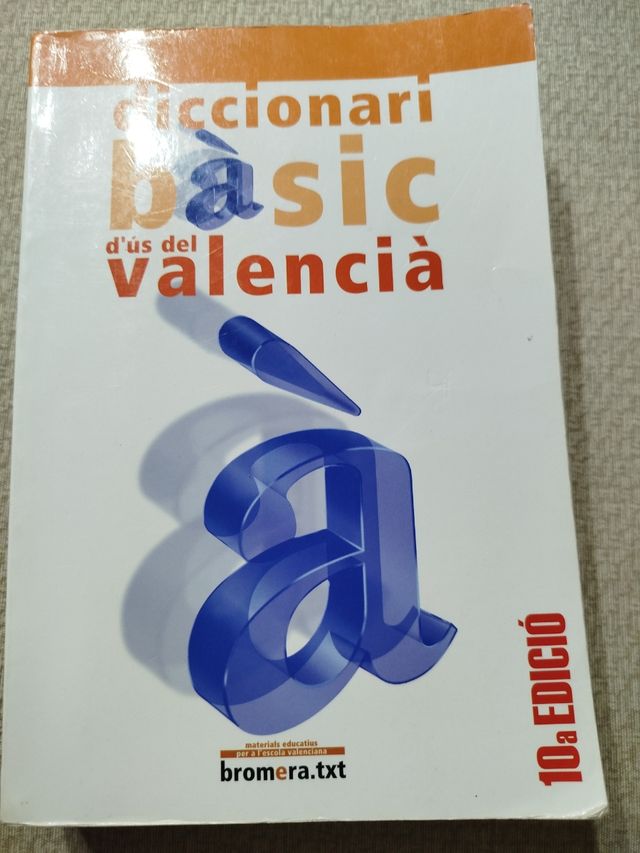 diccionari
bàsic
d'ús del
valencià
à
materials educatius
per a l'escola valenciana
bromera.txt
10a EDICIÓ